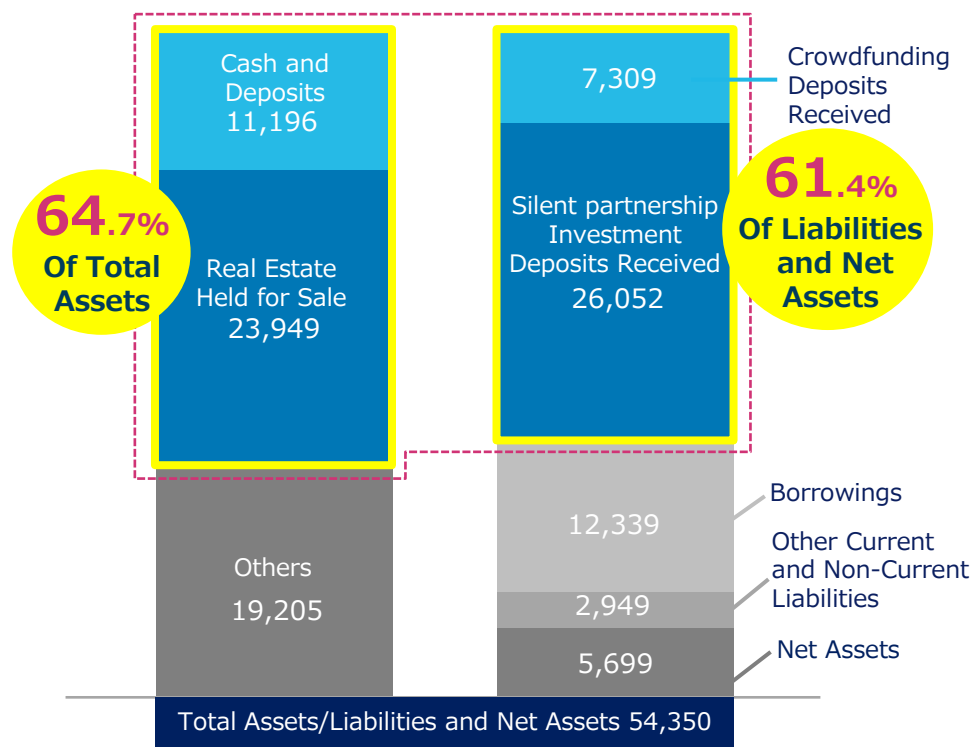 Cash and
Deposits
11,196
7,309
Crowdfunding
Deposits
Received
64.7%
Of Total
Assets
Real Estate
Held for Sale
23,949
Silent partnership
Investment
Deposits Received
26,052
61.4%
Of Liabilities
and Net
Assets
Others
19,205
12,339
Borrowings
2,949
Other Current
and Non-Current
Liabilities
5,699
Net Assets
Total Assets/Liabilities and Net Assets 54,350